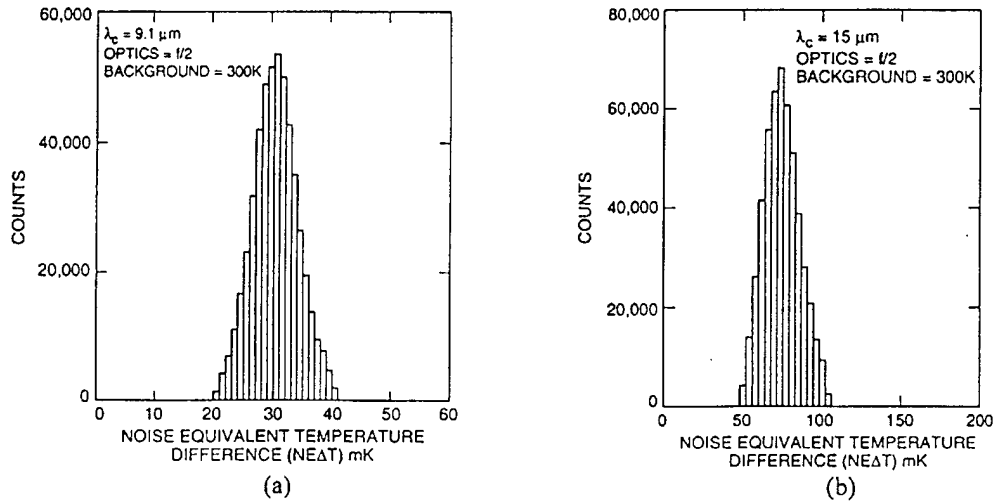 60,000
40,000
20,000
0
COUNTS
λc = 9.1 μm
OPTICS = f/2
BACKGROUND = 300K
0 10 20 30 40 50 60
NOISE EQUIVALENT TEMPERATURE
DIFFERENCE (NEΔT) mK
(a)
80,000
60,000
40,000
20,000
0
COUNTS
λc = 15 μm
OPTICS = f/2
BACKGROUND = 300K
0 50 100 150 200
NOISE EQUIVALENT TEMPERATURE
DIFFERENCE (NEΔT) mK
(b)